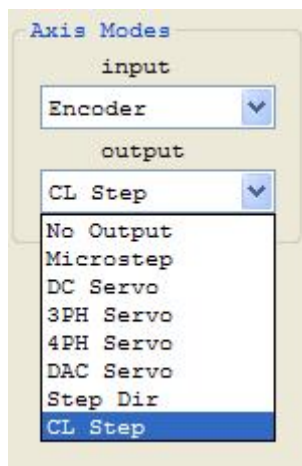 Axis Modes
input
Encoder
output
CL Step
No Output
Microstep
DC Servo
3PH Servo
4PH Servo
DAC Servo
Step Dir
CL Step